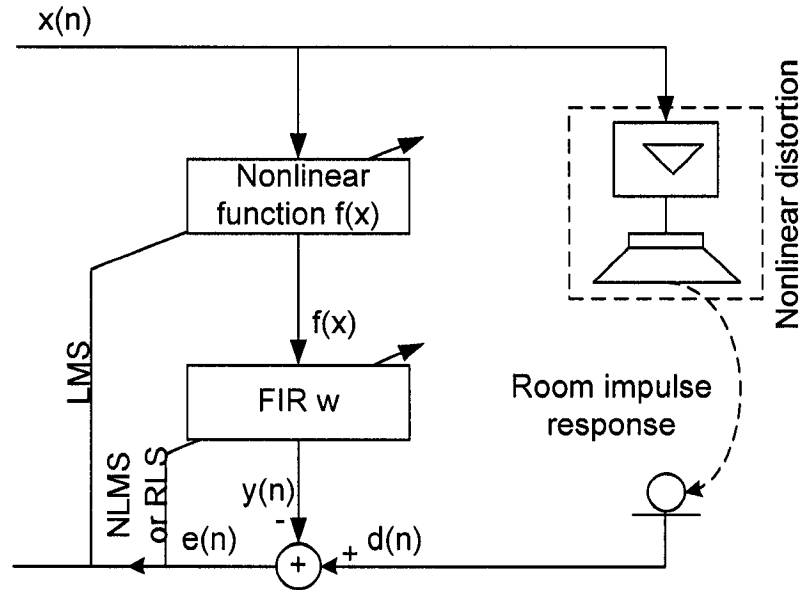 x(n)
Nonlinear
function f(x)
Nonlinear distortion
f(x)
LMS
FIR w
Room impulse
response
NLMS
or RLS
y(n)
-
e(n)
+
+
d(n)